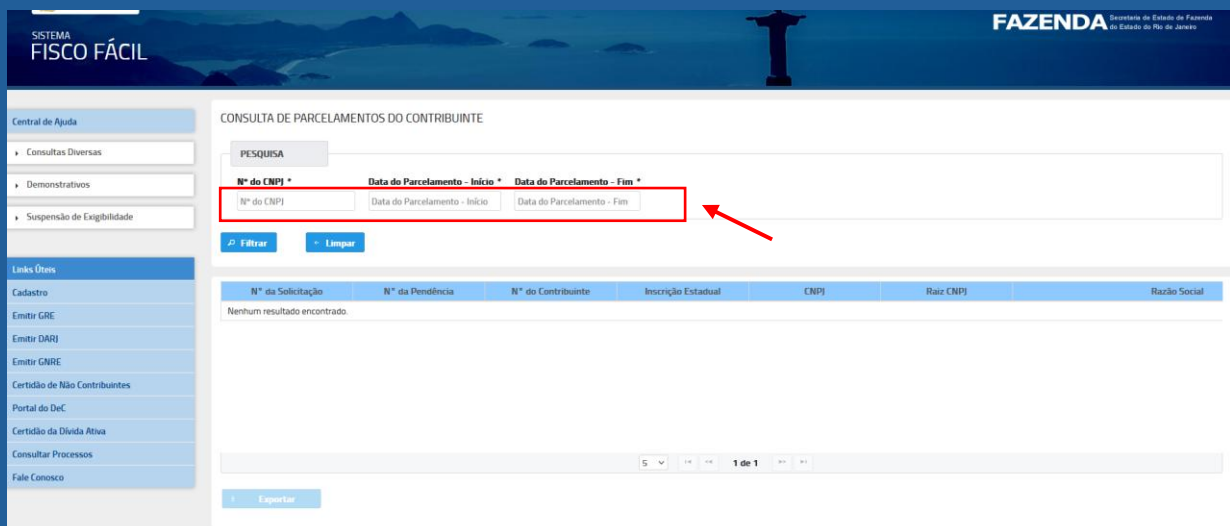 SISTEMA
FISCO FÁCIL
FAZENDA
Secretaria de Estado de Fazenda
do Estado do Rio de Janeiro
Central de Ajuda
Consultas Diversas
Demonstrativos
Suspensão de Exigibilidade
Links Úteis
Cadastro
Emitir GRE
Emitir DARJ
Emitir GNRE
Certidão de Não Contribuintes
Portal do DeC
Certidão da Dívida Ativa
Consultar Processos
Fale Conosco
CONSULTA DE PARCELAMENTOS DO CONTRIBUINTE
PESQUISA
N° do CNPJ * Data do Parcelamento - Início * Data do Parcelamento - Fim *
N° do CNPJ Data do Parcelamento - Início Data do Parcelamento - Fim
Filtrar Limpar
N° da Solicitação N° da Pendência N° do Contribuinte Inscrição Estadual CNPJ Raiz CNPJ Razão Social
Nenhum resultado encontrado.
5 1 de 1
Exportar